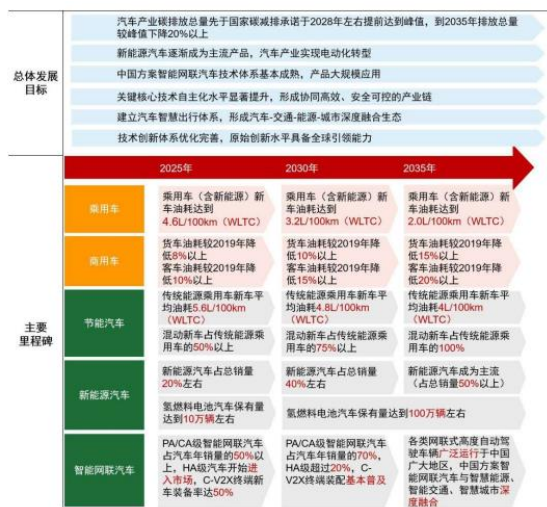 汽车产业碳排放总量先于国家碳减排承诺于2028年左右提前达到峰值，到2035年排放总量
较峰值下降20%以上
新能源汽车逐渐成为主流产品，汽车产业实现电动化转型
总体发展
目标
中国方案智能网联汽车技术体系基本成熟，产品大规模应用
关键核心技术自主化水平显著提升，形成协同高效、安全可控的产业链
建立汽车智慧出行体系，形成汽车-交通-能源-城市深度融合生态
技术创新体系优化完善，原始创新水平具备全球引领能力
2025年
2030年
2035年
主要
里程碑
乘用车
乘用车（含新能源）新
车油耗达到
4.6L/100km（WLTC）
乘用车（含新能源）新
车油耗达到
3.2L/100km（WLTC）
乘用车（含新能源）新
车油耗达到
2.0L/100km（WLTC）
商用车
货车油耗较2019年降
低8%以上
客车油耗较2019年降
低10%以上
货车油耗较2019年降
低10%以上
客车油耗较2019年降
低15%以上
货车油耗较2019年降
低15%以上
客车油耗较2019年降
低20%以上
节能汽车
传统能源乘用车新车平
均油耗5.6L/100km
（WLTC）
传统能源乘用车新车平
均油耗4.8L/100km
（WLTC）
传统能源乘用车新车平
均油耗4L/100km
（WLTC）
混动新车占传统能源乘
用车的50%以上
混动新车占传统能源乘
用车的75%以上
混动新车占传统能源乘
用车的100%
新能源汽车
新能源汽车占总销量
20%左右
新能源汽车占总销量
40%左右
新能源汽车成为主流
（占总销量50%以上）
氢燃料电池汽车保有量
达到10万辆左右
氢燃料电池汽车保有量达到100万辆左右
智能网联汽车
PA/CA级智能网联汽车
占汽车年销量的50%以
上，HA级汽车开始进
入市场，C-V2X终端新
车装备率达50%
PA/CA级智能网联汽车
占汽车年销量的70%，
HA级超过20%，C-
V2X终端装配基本普及
各类网联式高度自动驾
驶车辆广泛运行于中国
广大地区，中国方案智
能网联汽车与智慧能源、
智能交通、智慧城市深
度融合